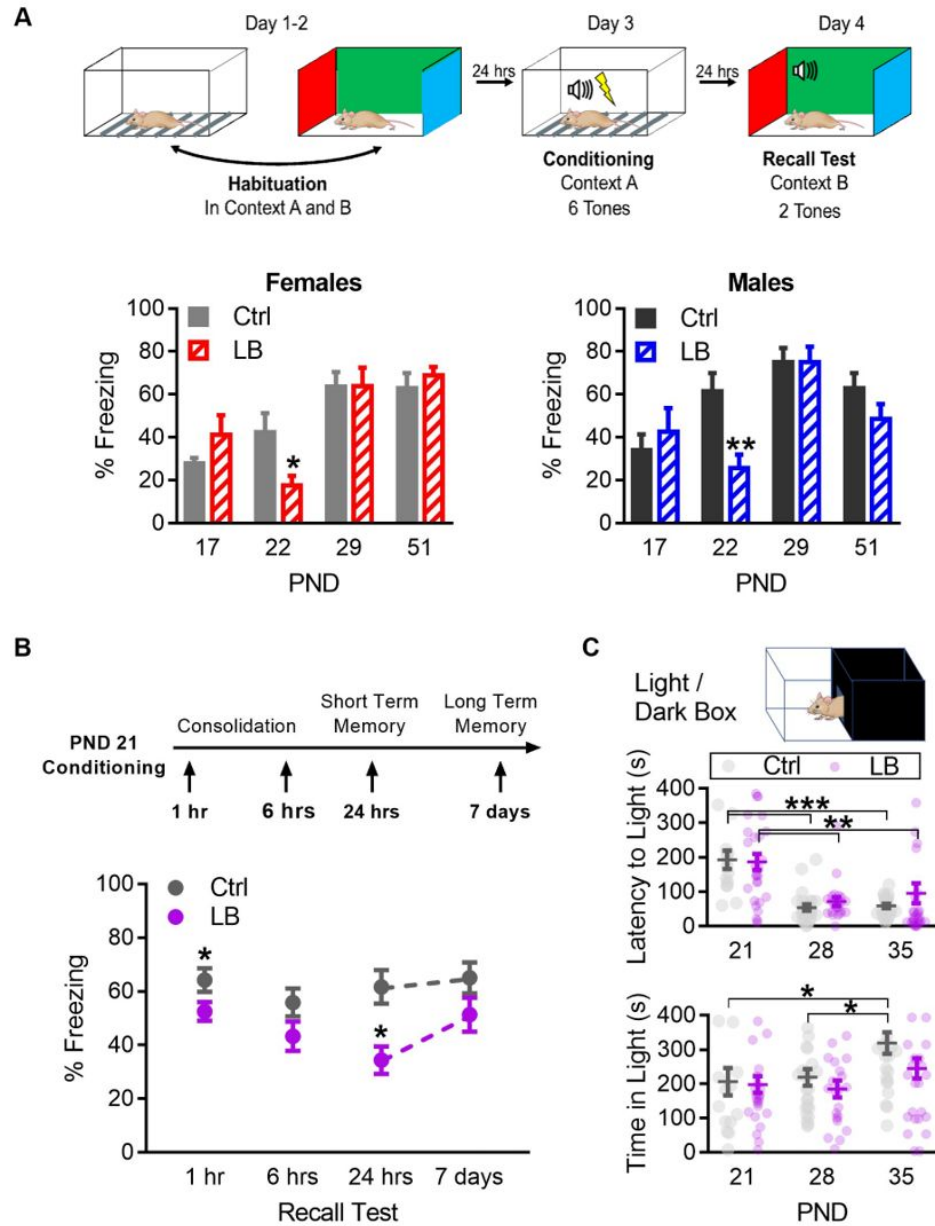 A
Day 1-2
Day 3
Day 4
24 hrs
24 hrs
Habituation
In Context A and B
Conditioning
Context A
6 Tones
Recall Test
Context B
2 Tones
Females
Ctrl
LB
% Freezing
100
80
60
40
20
0
*
17 22 29 51
PND
Males
Ctrl
LB
% Freezing
100
80
60
40
20
0
**
17 22 29 51
PND
B
PND 21
Conditioning
Consolidation
Short Term
Memory
Long Term
Memory
1 hr
6 hrs
24 hrs
7 days
Ctrl
LB
% Freezing
100
80
60
40
20
0
*
*
1 hr 6 hrs 24 hrs 7 days
Recall Test
C
Light /
Dark Box
Ctrl LB
Latency to Light (s)
400
300
200
100
0
***
**
21 28 35
Time in Light (s)
400
300
200
100
0
*
*
21 28 35
PND